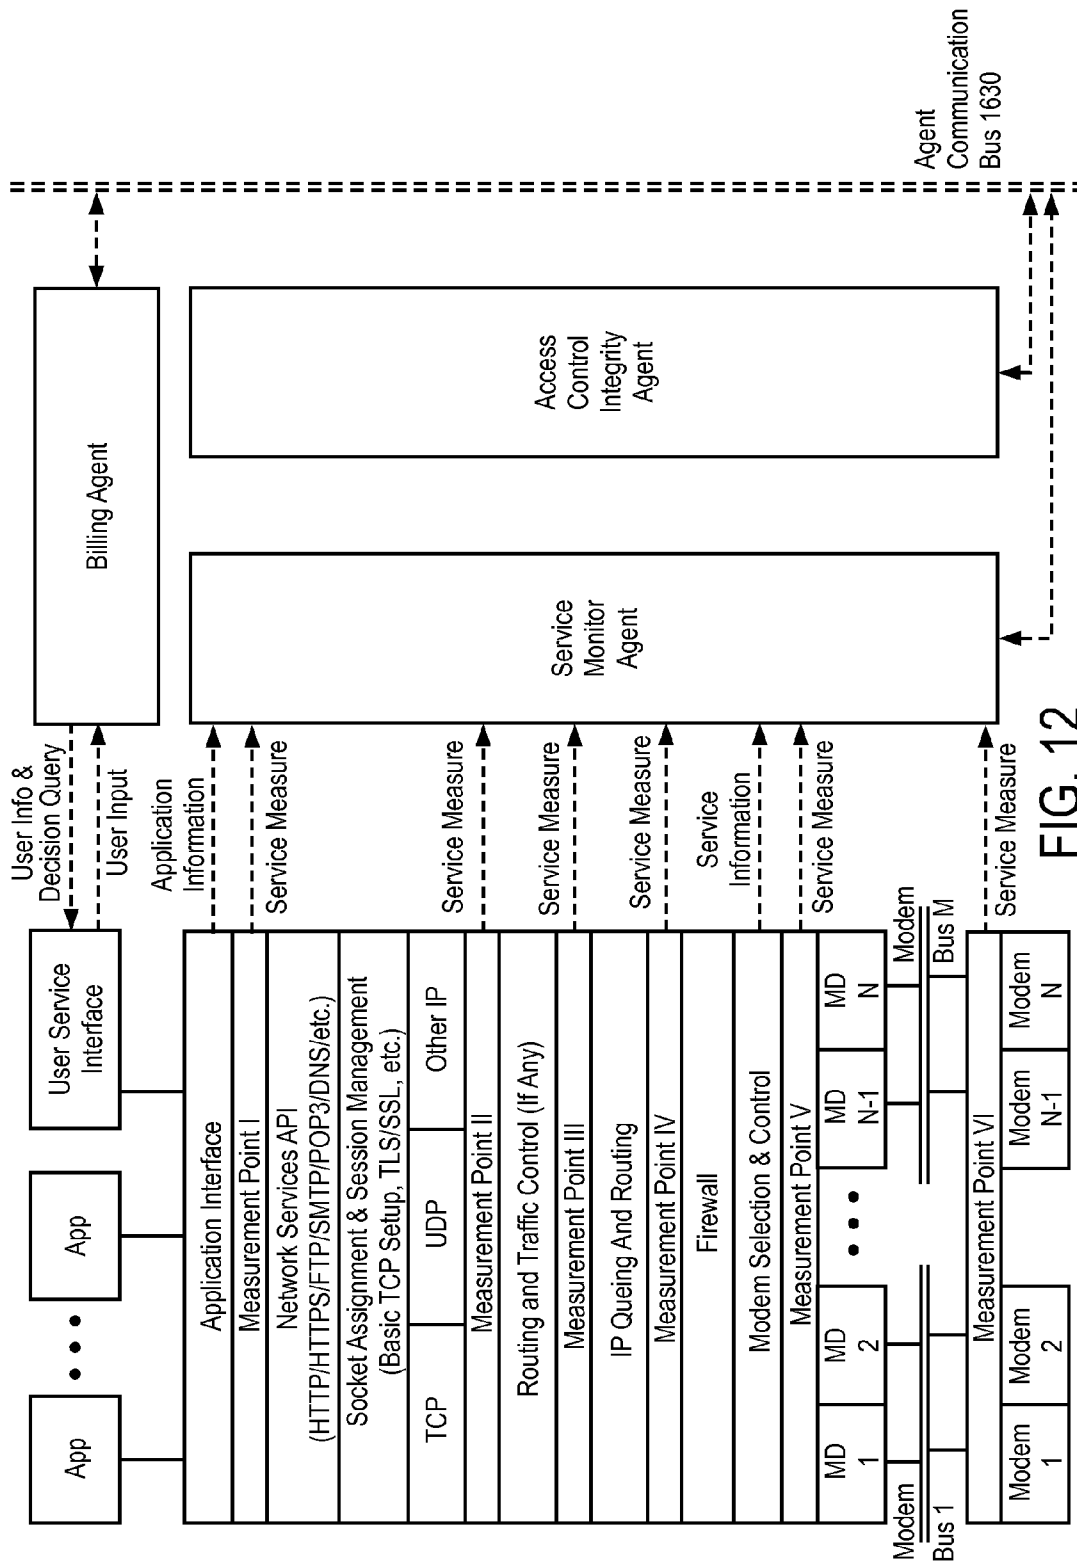 App
App
User Service
Interface
User Info &
Decision Query
User Input
Billing Agent
Application Interface
Application
Information
Measurement Point I
Service Measure
Network Services API
(HTTP/HTTPS/FTP/SMTP/POP3/DNS/etc.)
Socket Assignment & Session Management
(Basic TCP Setup, TLS/SSL, etc.)
TCP
UDP
Other IP
Measurement Point II
Service Measure
Routing and Traffic Control (If Any)
Measurement Point III
Service Measure
IP Queing And Routing
Measurement Point IV
Service Measure
Firewall
Modem Selection & Control
Service
Information
Measurement Point V
Service Measure
MD
1
MD
2
MD
N-1
MD
N
Modem
Bus 1
Modem
Bus M
Measurement Point VI
Service Measure
Modem
1
Modem
2
Modem
N-1
Modem
N
Service
Monitor
Agent
Access
Control
Integrity
Agent
Agent
Communication
Bus 1630
FIG. 12